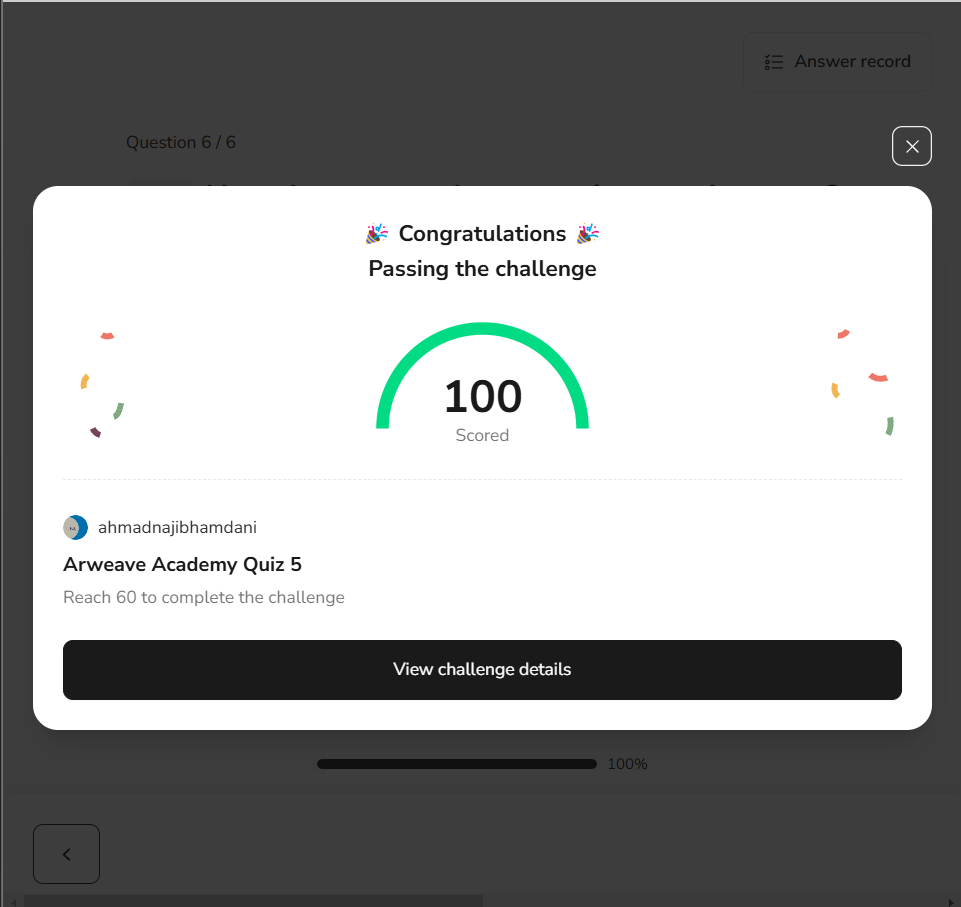 Answer record
Question 6 / 6
Congratulations
Passing the challenge
100
Scored
ahmadnajibhamdani
Arweave Academy Quiz 5
Reach 60 to complete the challenge
View challenge details
100%